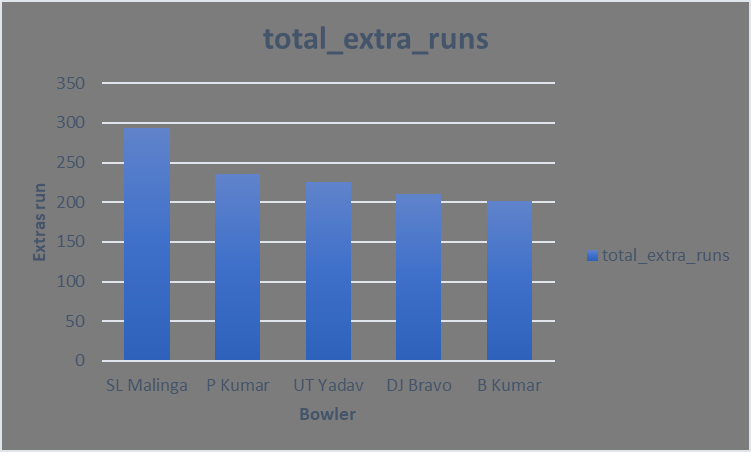 total_extra_runs
350
300
250
200
150
100
50
0
Extras run
SL Malinga P Kumar UT Yadav DJ Bravo B Kumar
Bowler
total_extra_runs